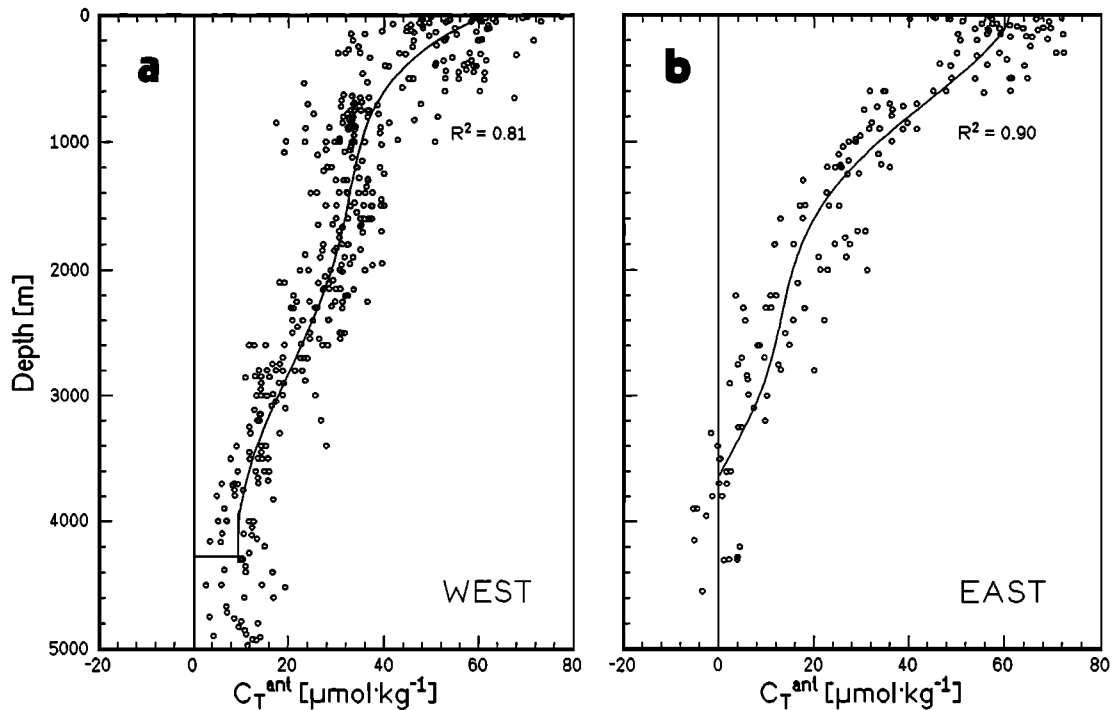 a
b
0
1000
2000
3000
4000
5000
Depth [m]
R² = 0.81
R² = 0.90
WEST
EAST
-20 0 20 40 60 80
-20 0 20 40 60 80
C_T^ant [µmol·kg⁻¹]
C_T^ant [µmol·kg⁻¹]